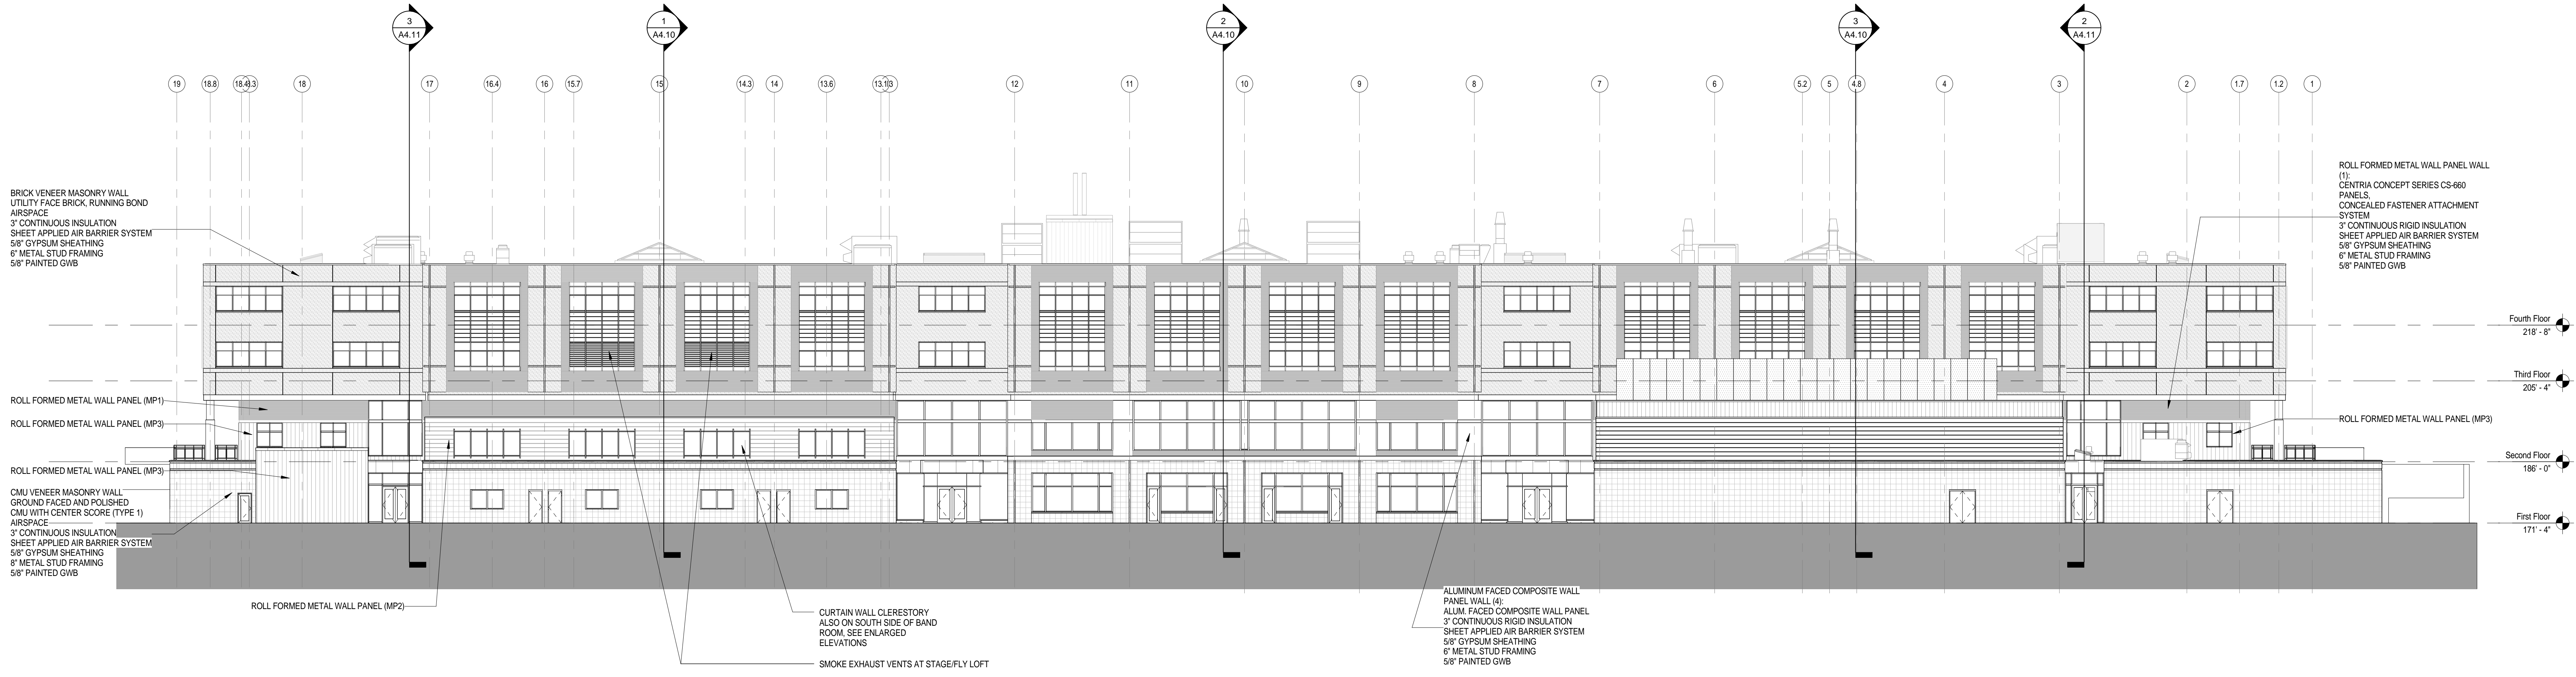 3
A4.11
1
A4.10
2
A4.10
3
A4.10
2
A4.11
19
18.8
18.4
18
17
16.4
16
15.7
15
14.3
14
13.6
13.1
12
11
10
9
8
7
6
5.2
5
4.8
4
3
2
1.7
1.2
1
BRICK VENEER MASONRY WALL
UTILITY FACE BRICK, RUNNING BOND
AIRSPACE
3" CONTINUOUS INSULATION
SHEET APPLIED AIR BARRIER SYSTEM
5/8" GYPSUM SHEATHING
6" METAL STUD FRAMING
5/8" PAINTED GWB
ROLL FORMED METAL WALL PANEL WALL
(1):
CENTRIA CONCEPT SERIES CS-660
PANELS,
CONCEALED FASTENER ATTACHMENT
SYSTEM
3" CONTINUOUS RIGID INSULATION
SHEET APPLIED AIR BARRIER SYSTEM
5/8" GYPSUM SHEATHING
6" METAL STUD FRAMING
5/8" PAINTED GWB
Fourth Floor
218' - 8"
Third Floor
205' - 4"
ROLL FORMED METAL WALL PANEL (MP1)
ROLL FORMED METAL WALL PANEL (MP3)
ROLL FORMED METAL WALL PANEL (MP3)
Second Floor
186' - 0"
ROLL FORMED METAL WALL PANEL (MP3)
CMU VENEER MASONRY WALL
GROUND FACED AND POLISHED
CMU WITH CENTER SCORE (TYPE 1)
AIRSPACE
3" CONTINUOUS INSULATION
SHEET APPLIED AIR BARRIER SYSTEM
5/8" GYPSUM SHEATHING
8" METAL STUD FRAMING
5/8" PAINTED GWB
First Floor
171' - 4"
ROLL FORMED METAL WALL PANEL (MP2)
CURTAIN WALL CLERESTORY
ALSO ON SOUTH SIDE OF BAND
ROOM, SEE ENLARGED
ELEVATIONS
SMOKE EXHAUST VENTS AT STAGE/FLY LOFT
ALUMINUM FACED COMPOSITE WALL
PANEL WALL (4):
ALUM. FACED COMPOSITE WALL PANEL
3" CONTINUOUS RIGID INSULATION
SHEET APPLIED AIR BARRIER SYSTEM
5/8" GYPSUM SHEATHING
6" METAL STUD FRAMING
5/8" PAINTED GWB